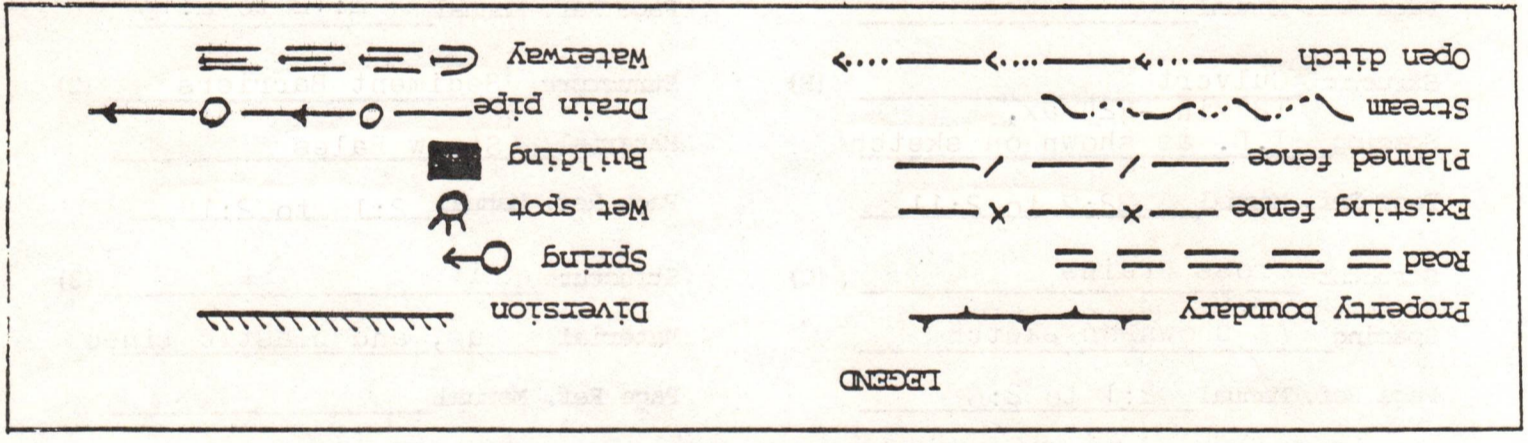 LEGEND
Property boundary
Road
Existing fence
Planned fence
Stream
Open ditch
Diversion
Spring
Wet spot
Building
Drain pipe
Waterway